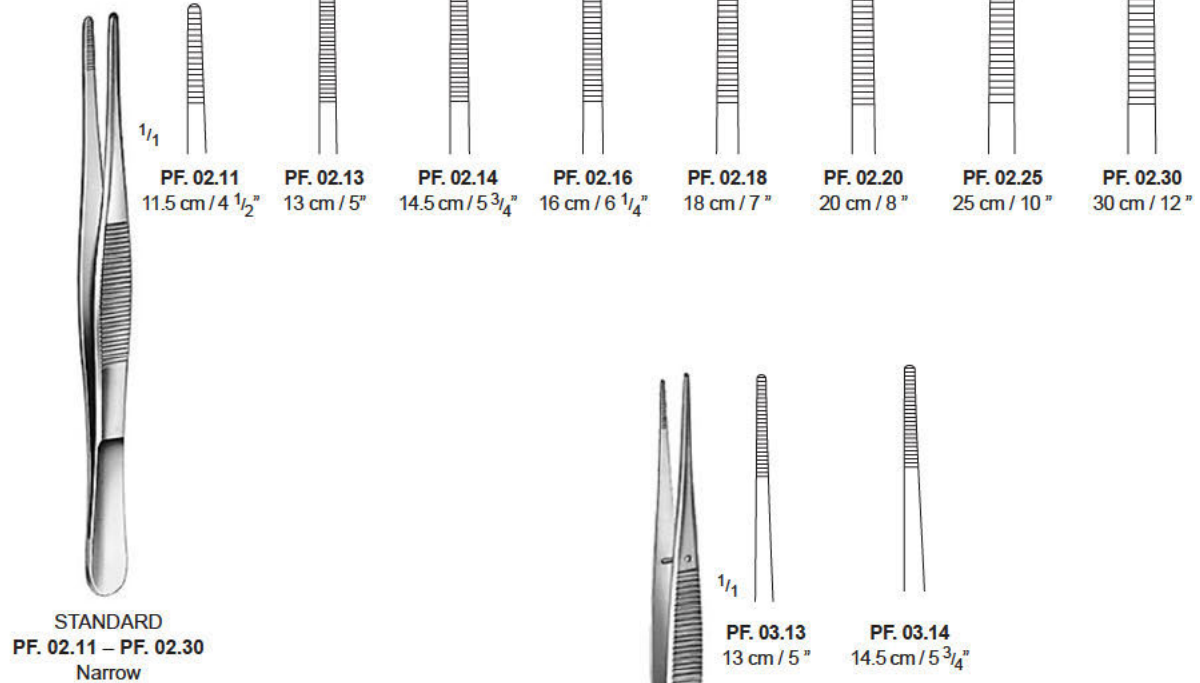 1/1
PF. 02.11
11.5 cm / 4 1/2”
PF. 02.13
13 cm / 5”
PF. 02.14
14.5 cm / 5 3/4”
PF. 02.16
16 cm / 6 1/4”
PF. 02.18
18 cm / 7 ”
PF. 02.20
20 cm / 8 ”
PF. 02.25
25 cm / 10 ”
PF. 02.30
30 cm / 12 ”
STANDARD
PF. 02.11 – PF. 02.30
Narrow
1/1
PF. 03.13
13 cm / 5 ”
PF. 03.14
14.5 cm / 5 3/4”